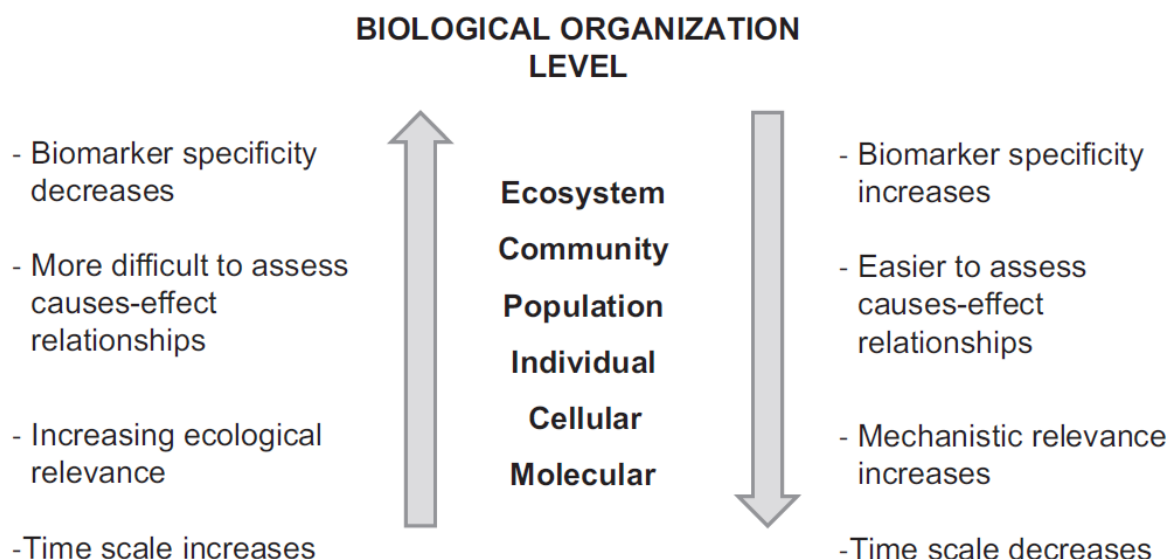 BIOLOGICAL ORGANIZATION
LEVEL
- Biomarker specificity
decreases
- More difficult to assess
causes-effect
relationships
- Increasing ecological
relevance
-Time scale increases
Ecosystem
Community
Population
Individual
Cellular
Molecular
- Biomarker specificity
increases
- Easier to assess
causes-effect
relationships
- Mechanistic relevance
increases
-Time scale decreases